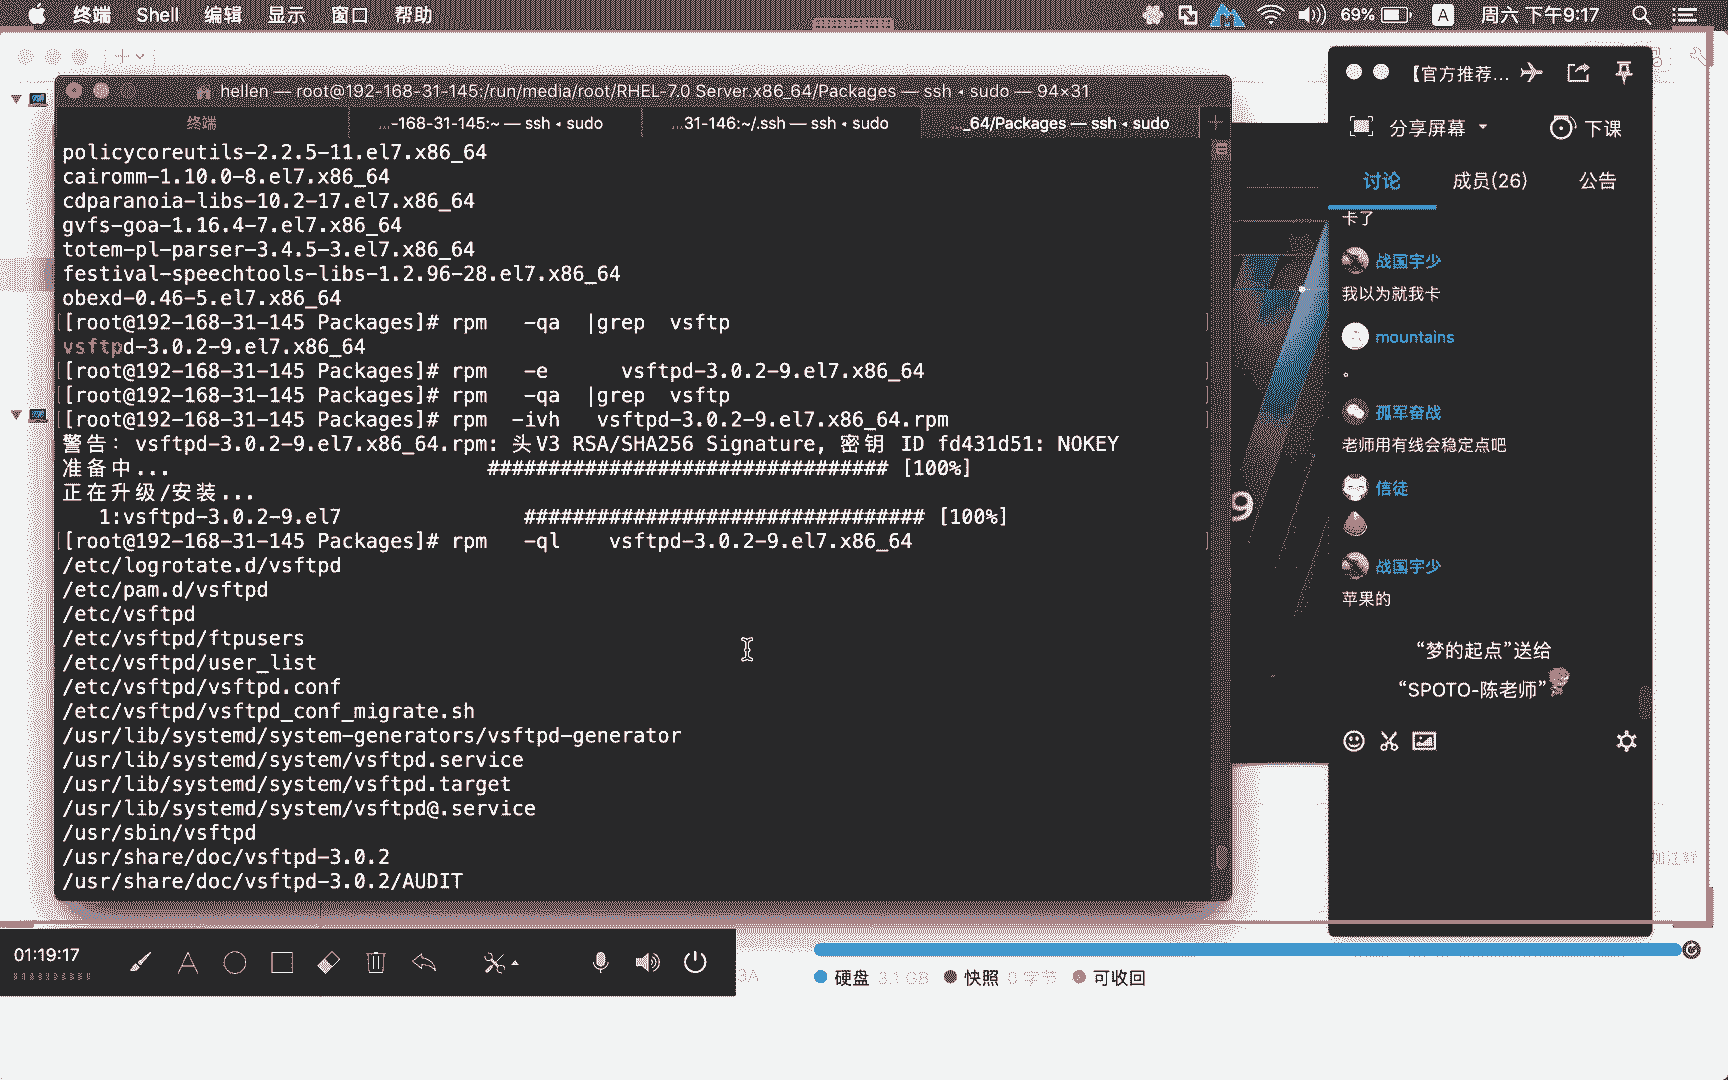 终端 Shell 编辑 显示 窗口 帮助
69% A 周六 下午9:17
hellen — root@192-168-31-145:/run/media/root/RHEL-7.0 Server.x86_64/Packages — ssh ◂ sudo — 94×31
终端
...-168-31-145:~ — ssh ◂ sudo
...31-146:~/.ssh — ssh ◂ sudo
..._64/Packages — ssh ◂ sudo
policycoreutils-2.2.5-11.el7.x86_64
cairomm-1.10.0-8.el7.x86_64
cdparanoia-libs-10.2-17.el7.x86_64
gvfs-goa-1.16.4-7.el7.x86_64
totem-pl-parser-3.4.5-3.el7.x86_64
festival-speechtools-libs-1.2.96-28.el7.x86_64
obexd-0.46-5.el7.x86_64
[[root@192-168-31-145 Packages]# rpm   -qa  |grep  vsftp ]
vsftpd-3.0.2-9.el7.x86_64
[[root@192-168-31-145 Packages]# rpm   -e      vsftpd-3.0.2-9.el7.x86_64 ]
[[root@192-168-31-145 Packages]# rpm   -qa  |grep  vsftp ]
[[root@192-168-31-145 Packages]# rpm  -ivh   vsftpd-3.0.2-9.el7.x86_64.rpm ]
警告：vsftpd-3.0.2-9.el7.x86_64.rpm: 头V3 RSA/SHA256 Signature, 密钥 ID fd431d51: NOKEY
准备中... ################################# [100%]
正在升级/安装...
1:vsftpd-3.0.2-9.el7 ################################# [100%]
[[root@192-168-31-145 Packages]# rpm   -ql    vsftpd-3.0.2-9.el7.x86_64 ]
/etc/logrotate.d/vsftpd
/etc/pam.d/vsftpd
/etc/vsftpd
/etc/vsftpd/ftpusers
/etc/vsftpd/user_list
/etc/vsftpd/vsftpd.conf
/etc/vsftpd/vsftpd_conf_migrate.sh
/usr/lib/systemd/system-generators/vsftpd-generator
/usr/lib/systemd/system/vsftpd.service
/usr/lib/systemd/system/vsftpd.target
/usr/lib/systemd/system/vsftpd@.service
/usr/sbin/vsftpd
/usr/share/doc/vsftpd-3.0.2
/usr/share/doc/vsftpd-3.0.2/AUDIT
9
【官方推荐...
分享屏幕 下课
讨论 成员(26) 公告
卡了
战国宇少
我以为就我卡
mountains
。
孤军奋战
老师用有线会稳定点吧
信徒
战国宇少
苹果的
“梦的起点”送给
“SPOTO-陈老师”
01:19:17
硬盘 3.1 GB 快照 0 字节 可收回